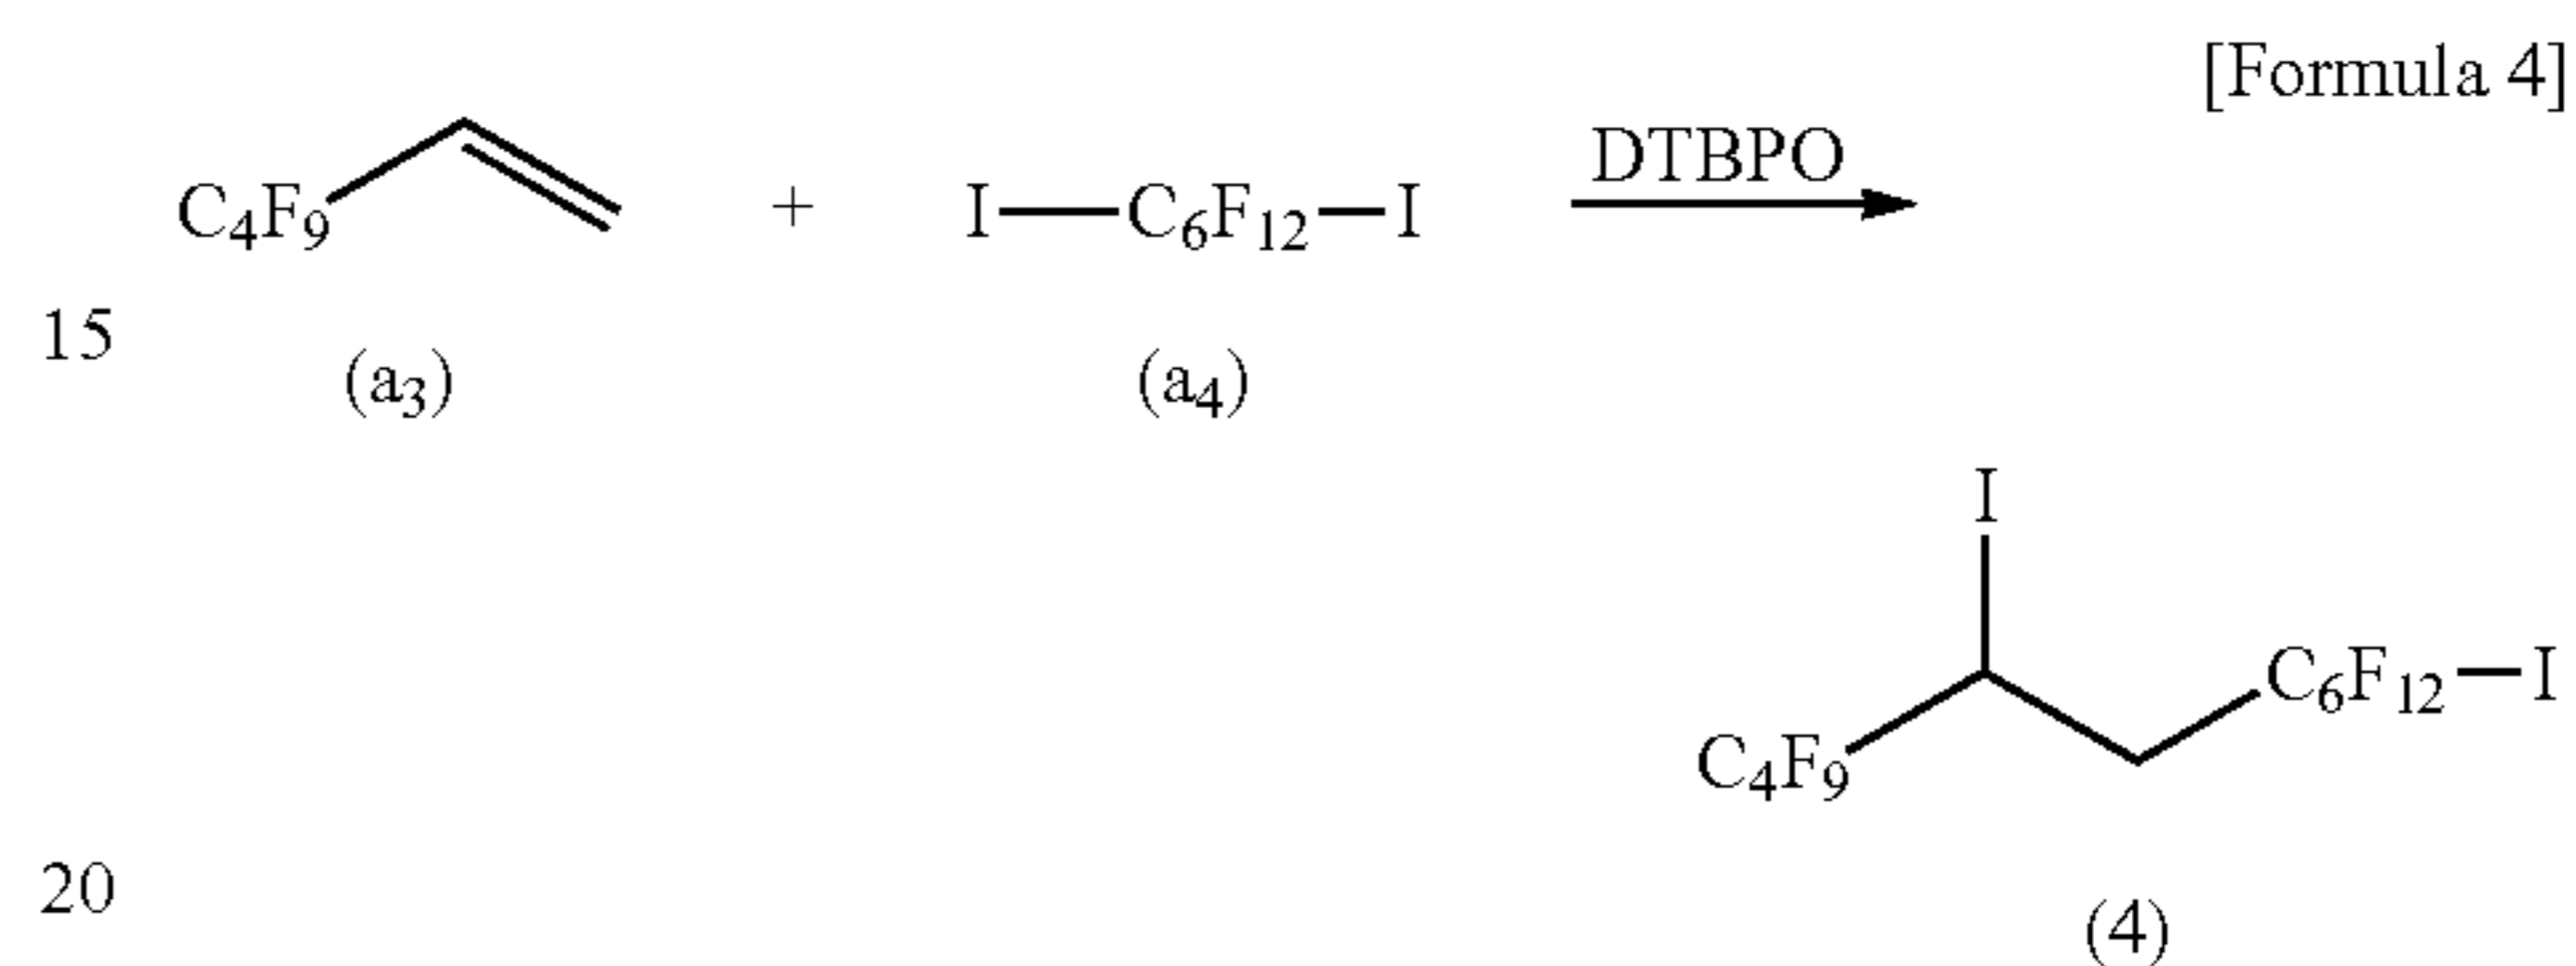 [Formula 4]
C4F9 + I—C6F12—I DTBPO
15
(a3) (a4)
I
C4F9 C6F12—I
20
(4)